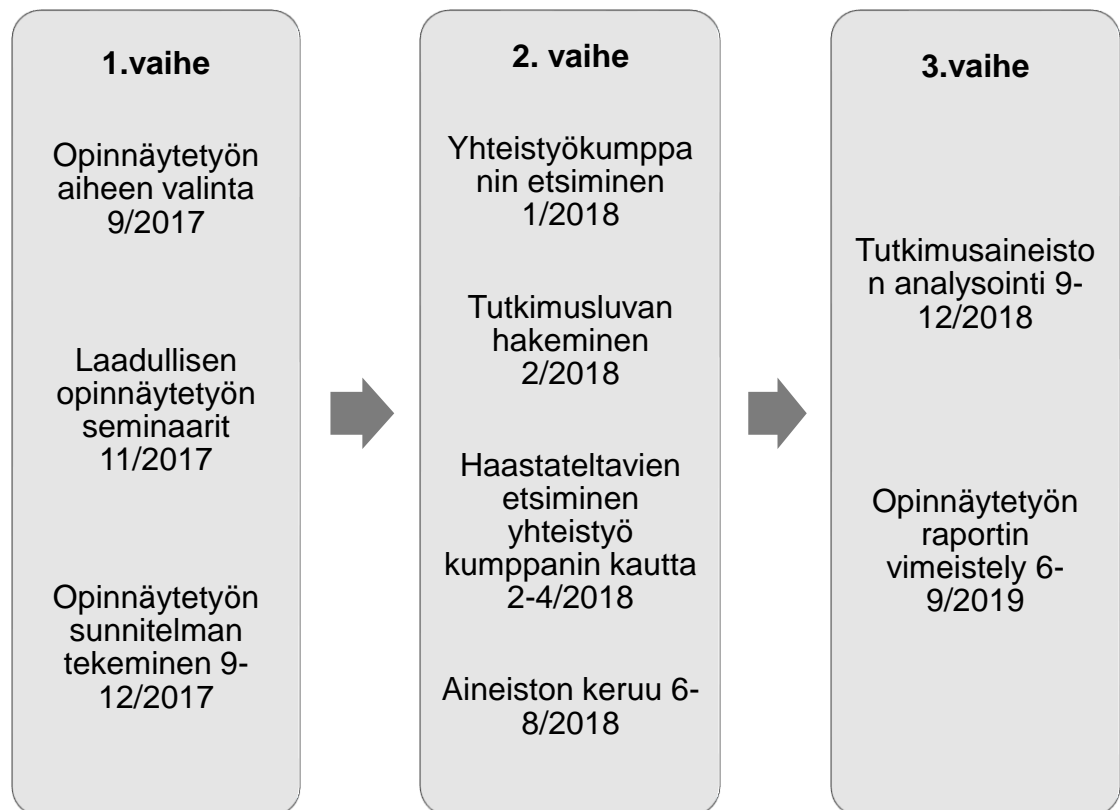 1.vaihe
Opinnäytetyön
aiheen valinta
9/2017
Laadullisen
opinnäytetyön
seminaarit
11/2017
Opinnäytetyön
sunnitelman
tekeminen 9-
12/2017
2. vaihe
Yhteistyökumppa
nin etsiminen
1/2018
Tutkimusluvan
hakeminen
2/2018
Haastateltavien
etsiminen
yhteistyö
kumppanin kautta
2-4/2018
Aineiston keruu 6-
8/2018
3.vaihe
Tutkimusaineisto
n analysointi 9-
12/2018
Opinnäytetyön
raportin
vimeistely 6-
9/2019